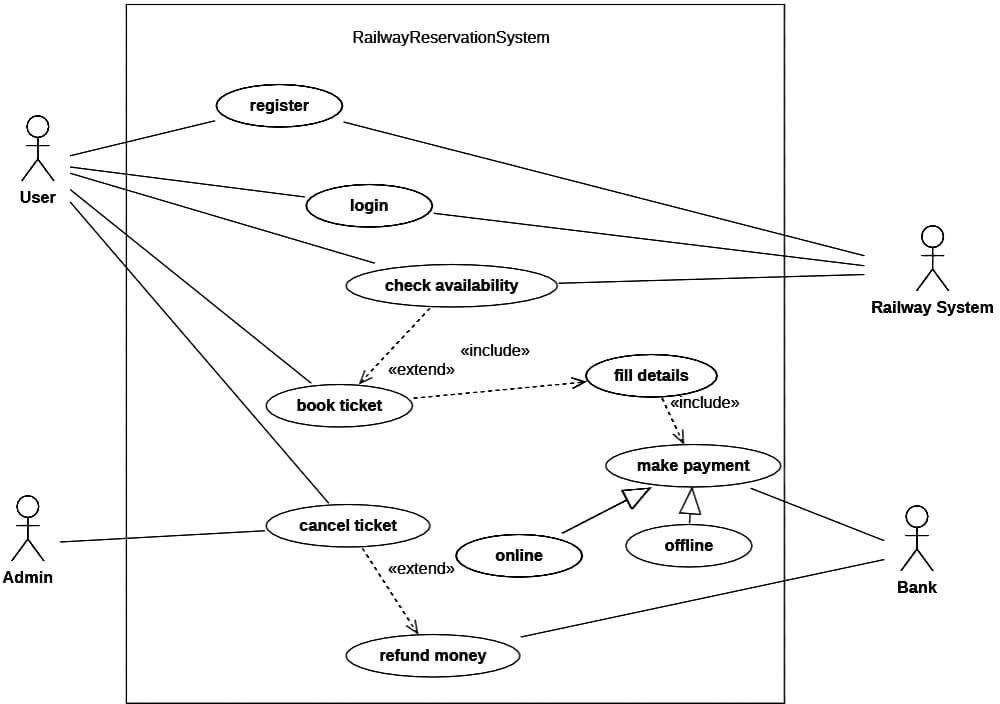 RailwayReservationSystem
register
User
login
check availability
Railway System
«include»
«extend»
fill details
book ticket
«include»
make payment
cancel ticket
online
offline
Admin
«extend»
Bank
refund money